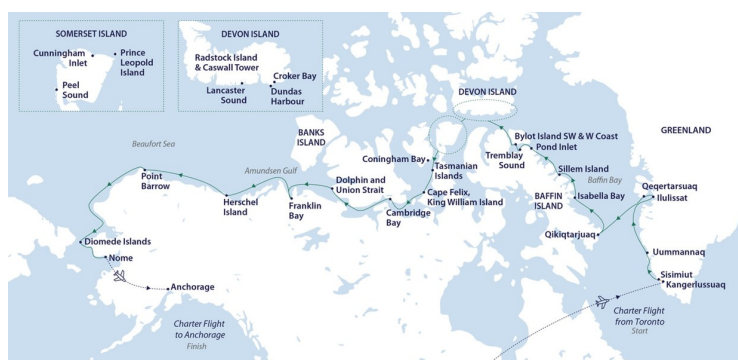 SOMERSET ISLAND
Cunningham
Inlet
Prince
Leopold
Island
Peel
Sound
DEVON ISLAND
Radstock Island
& Caswall Tower
Croker Bay
Lancaster
Sound
Dundas
Harbour
DEVON ISLAND
GREENLAND
Beaufort Sea
BANKS
ISLAND
Bylot Island SW & W Coast
Pond Inlet
Tremblay
Sound
Coningham Bay
Tasmanian
Islands
Sillem Island
Baffin Bay
Amundsen Gulf
Point
Barrow
Dolphin and
Union Strait
Cape Felix,
King William Island
BAFFIN
ISLAND
Isabella Bay
Qeqertarsuaq
Ilulissat
Herschel
Island
Franklin
Bay
Cambridge
Bay
Qikiqtarjuaq
Diomede Islands
Nome
Uummannaq
Anchorage
Sisimiut
Kangerlussuaq
Charter Flight
to Anchorage
Finish
Charter Flight
from Toronto
Start